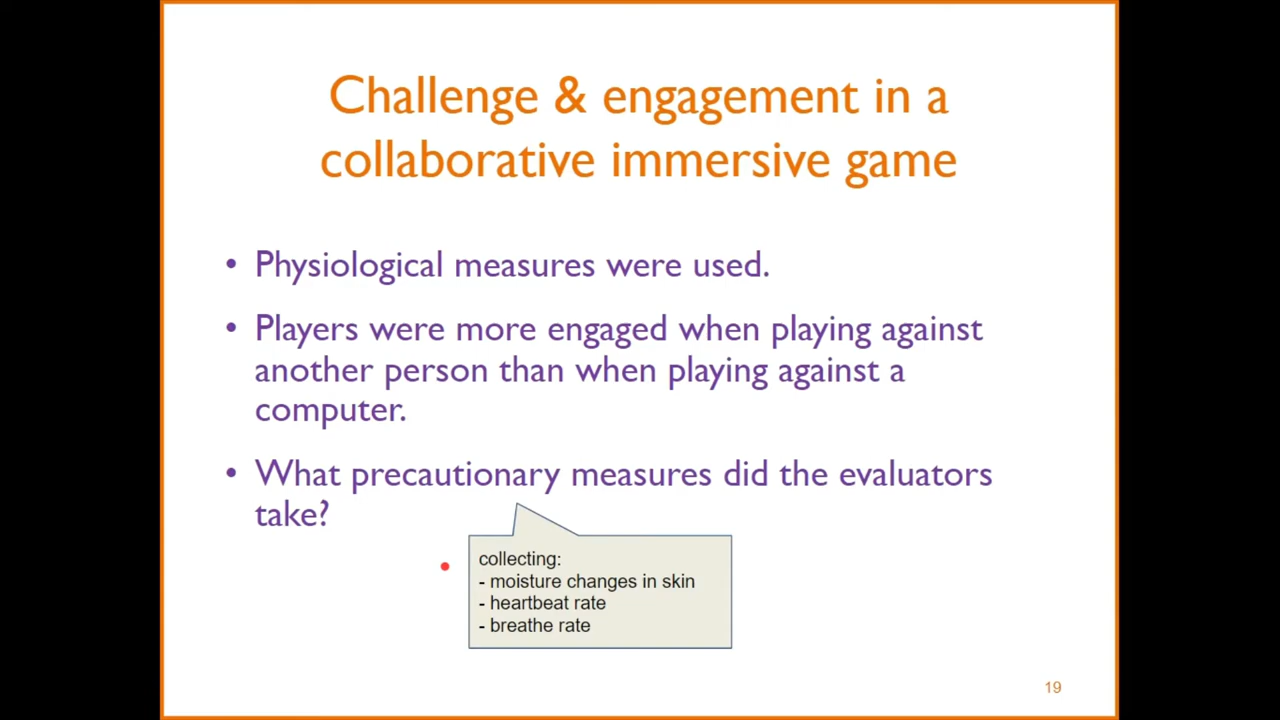 Challenge & engagement in a
collaborative immersive game
• Physiological measures were used.
• Players were more engaged when playing against
another person than when playing against a
computer.
• What precautionary measures did the evaluators
take?
collecting:
- moisture changes in skin
- heartbeat rate
- breathe rate
19